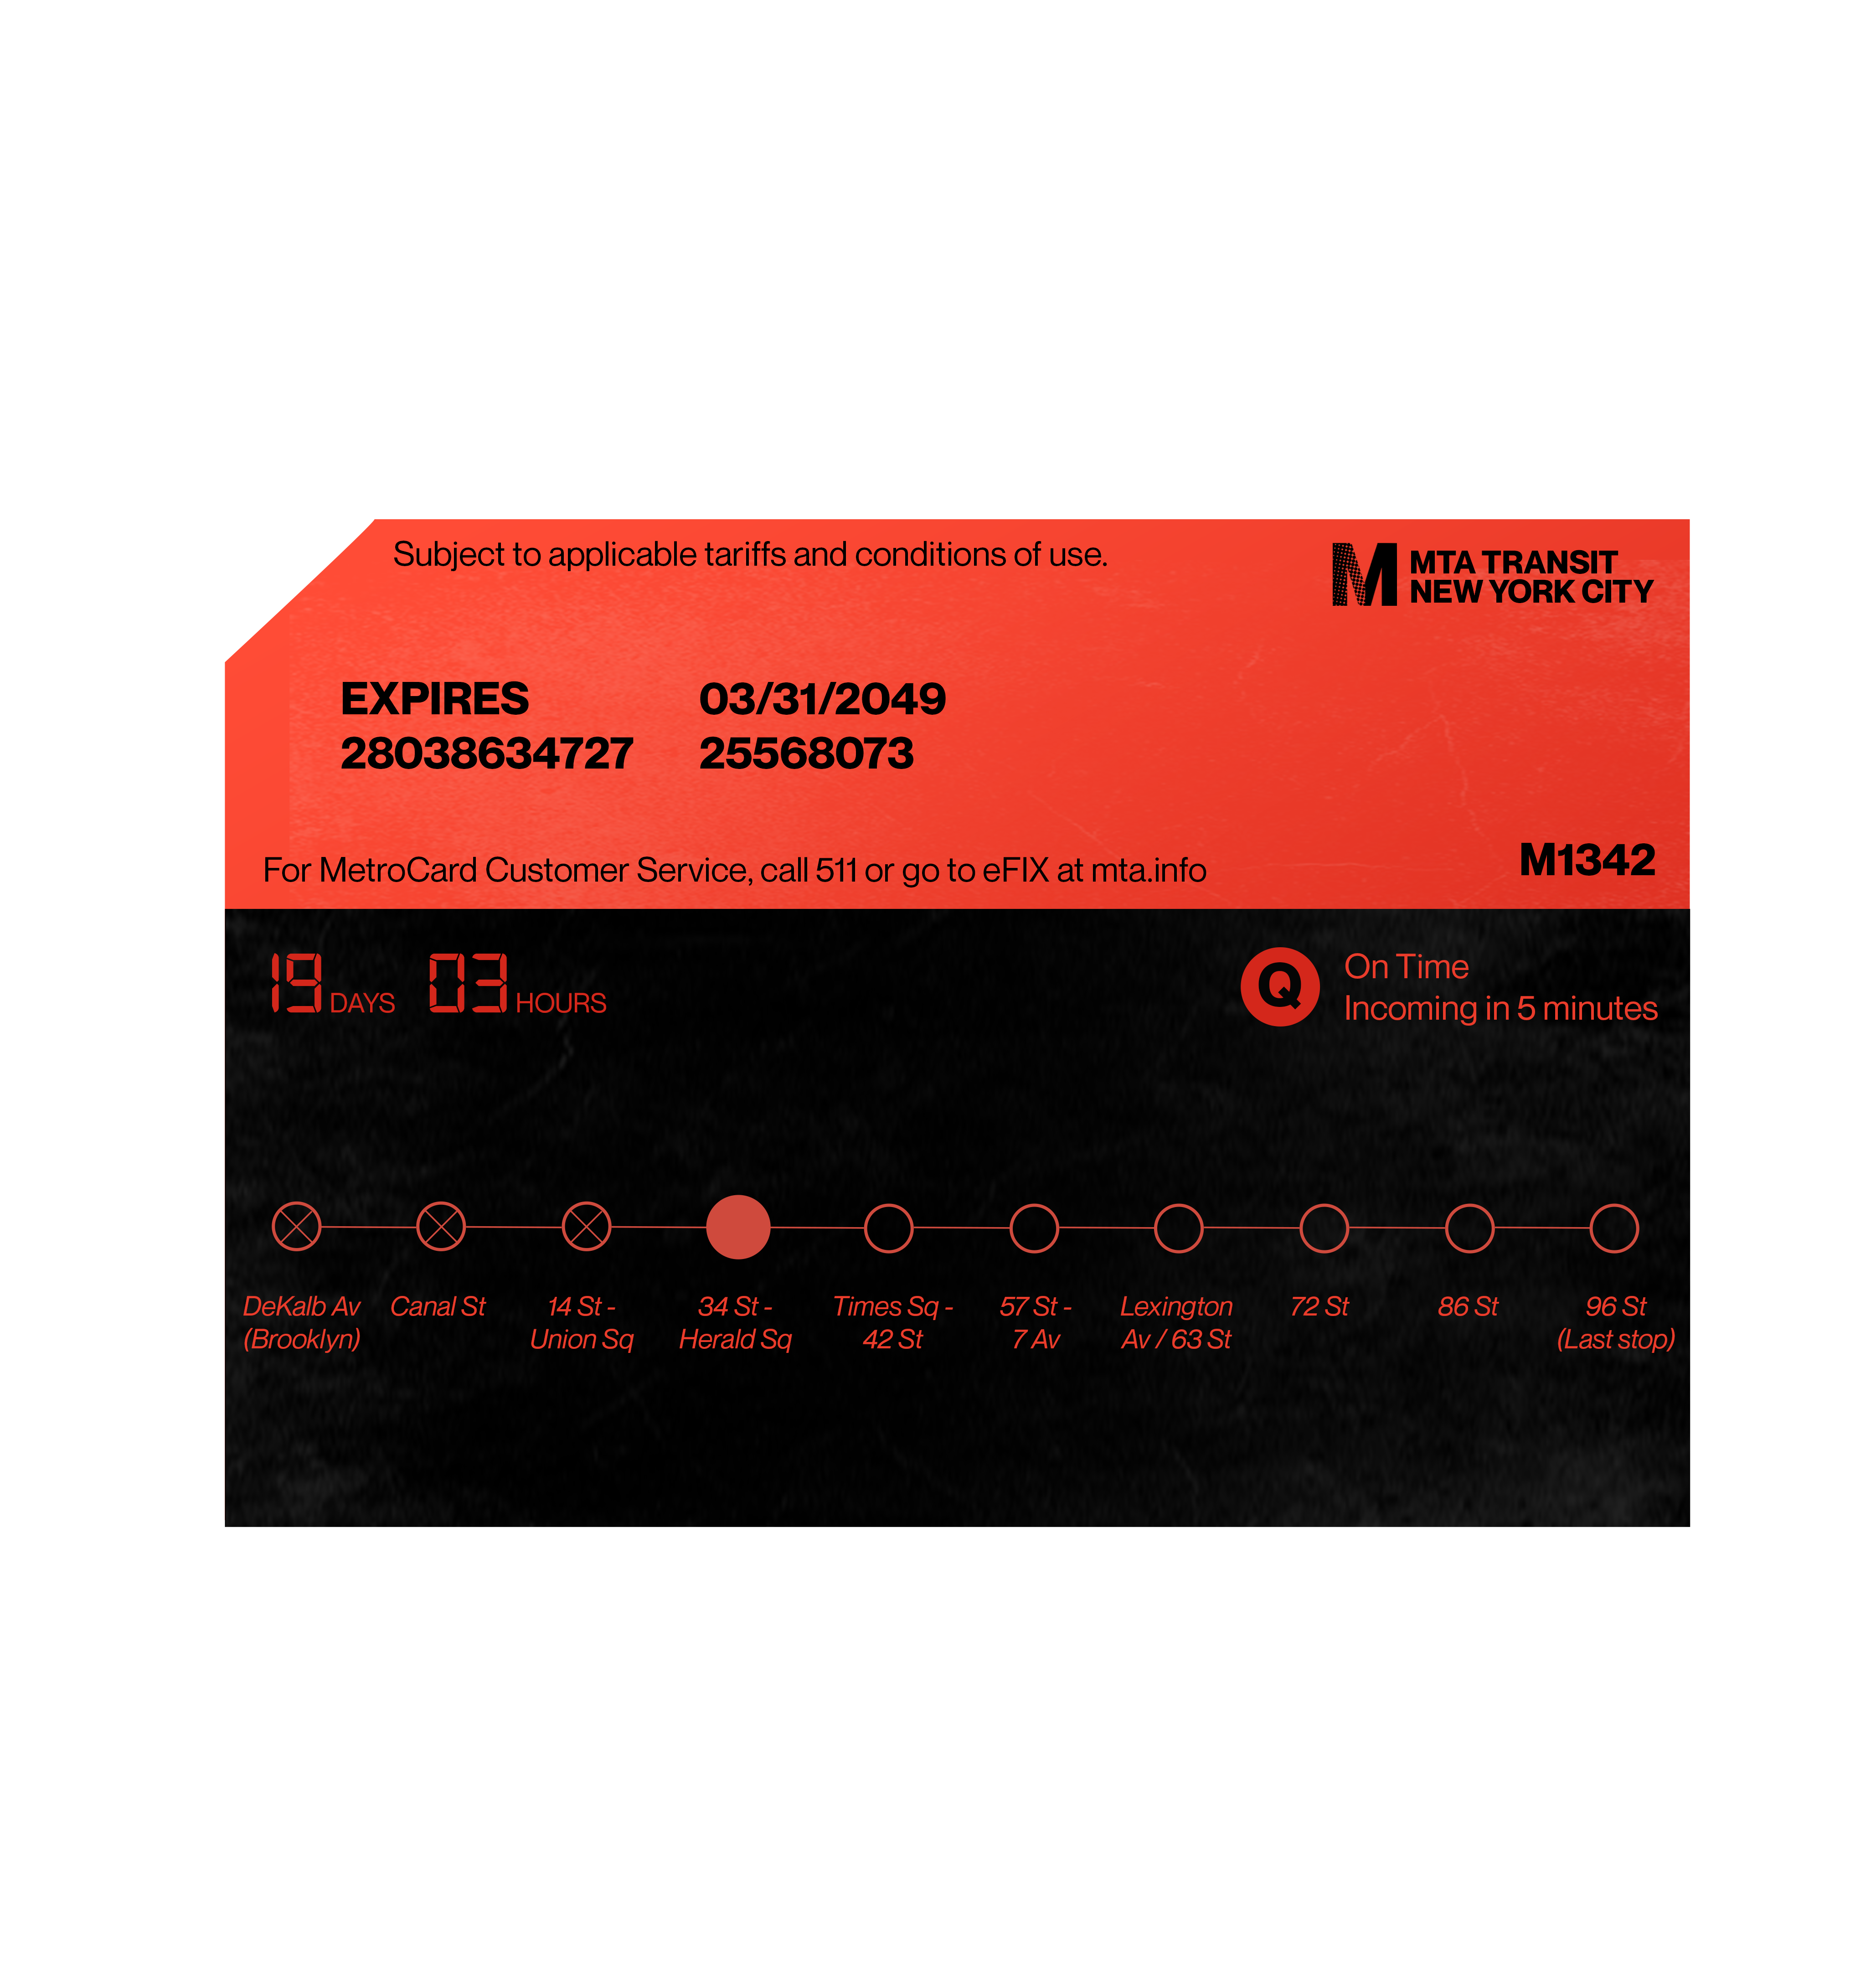 Subject to applicable tariffs and conditions of use.
M MTA TRANSIT
NEW YORK CITY
EXPIRES 03/31/2049
28038634727 25568073
For MetroCard Customer Service, call 511 or go to eFIX at mta.info
M1342
19 DAYS 03 HOURS
Q
On Time
Incoming in 5 minutes
DeKalb Av
(Brooklyn)
Canal St
14 St -
Union Sq
34 St -
Herald Sq
Times Sq -
42 St
57 St -
7 Av
Lexington
Av / 63 St
72 St
86 St
96 St
(Last stop)